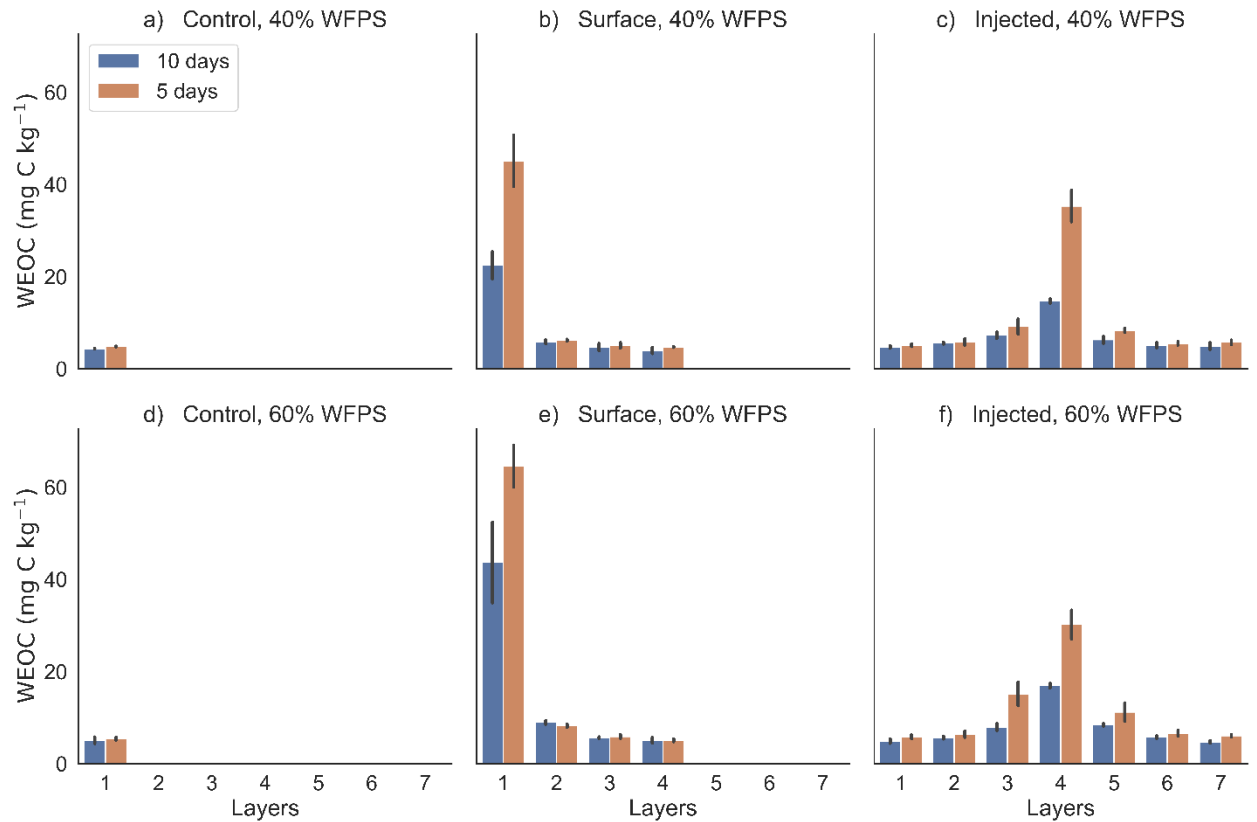 a)   Control, 40% WFPS
b)   Surface, 40% WFPS
c)   Injected, 40% WFPS
10 days
5 days
WEOC (mg C kg⁻¹)
60
40
20
0
d)   Control, 60% WFPS
e)   Surface, 60% WFPS
f)   Injected, 60% WFPS
WEOC (mg C kg⁻¹)
60
40
20
0
1 2 3 4 5 6 7
1 2 3 4 5 6 7
1 2 3 4 5 6 7
Layers
Layers
Layers